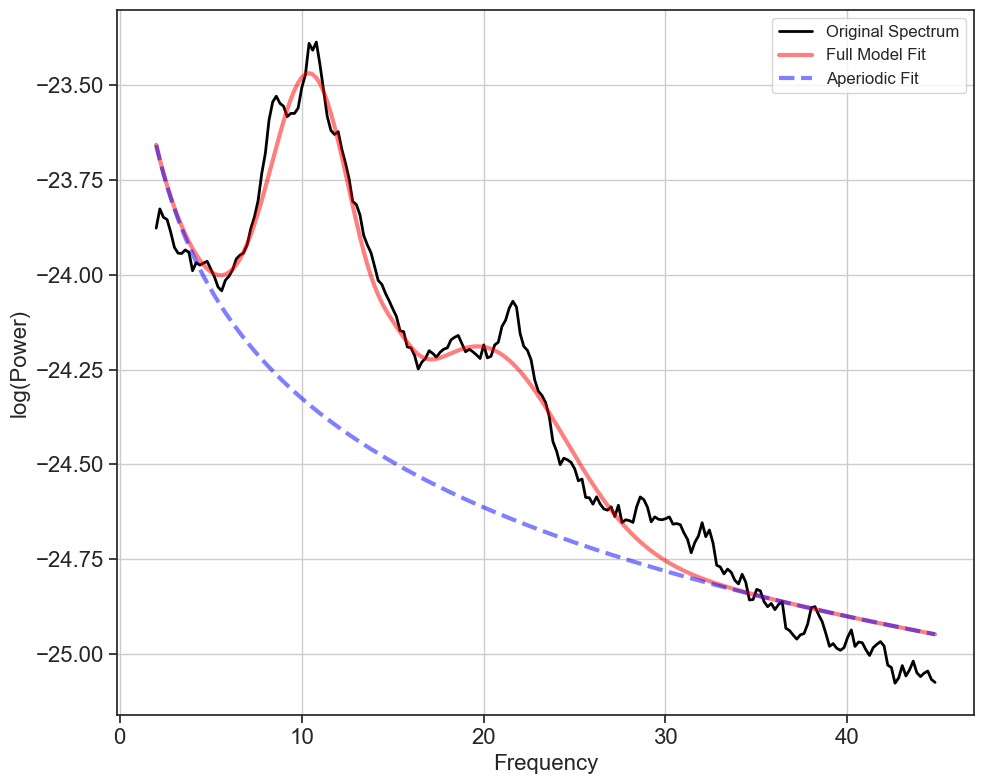 Original Spectrum
Full Model Fit
Aperiodic Fit
−23.50
−23.75
−24.00
−24.25
−24.50
−24.75
−25.00
log(Power)
0 10 20 30 40
Frequency